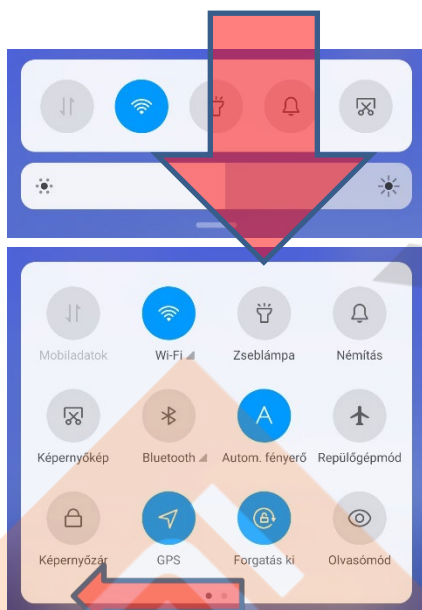 Mobiladatok Wi-Fi Zseblámpa Némítás
Képernyőkép Bluetooth Autom. fényerő Repülőgépmód
Képernyőzár GPS Forgatás ki Olvasómód